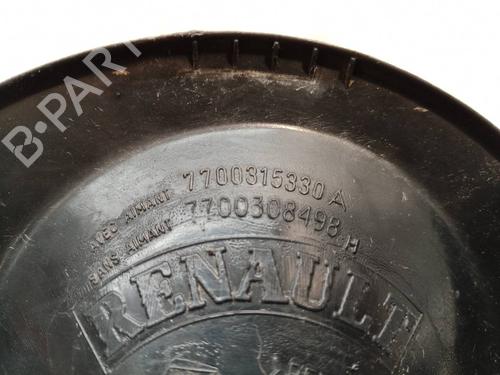 B-PARTS
AVEC AIMANT 7700315330 A
SANS AIMANT 7700308498 H
RENAULT